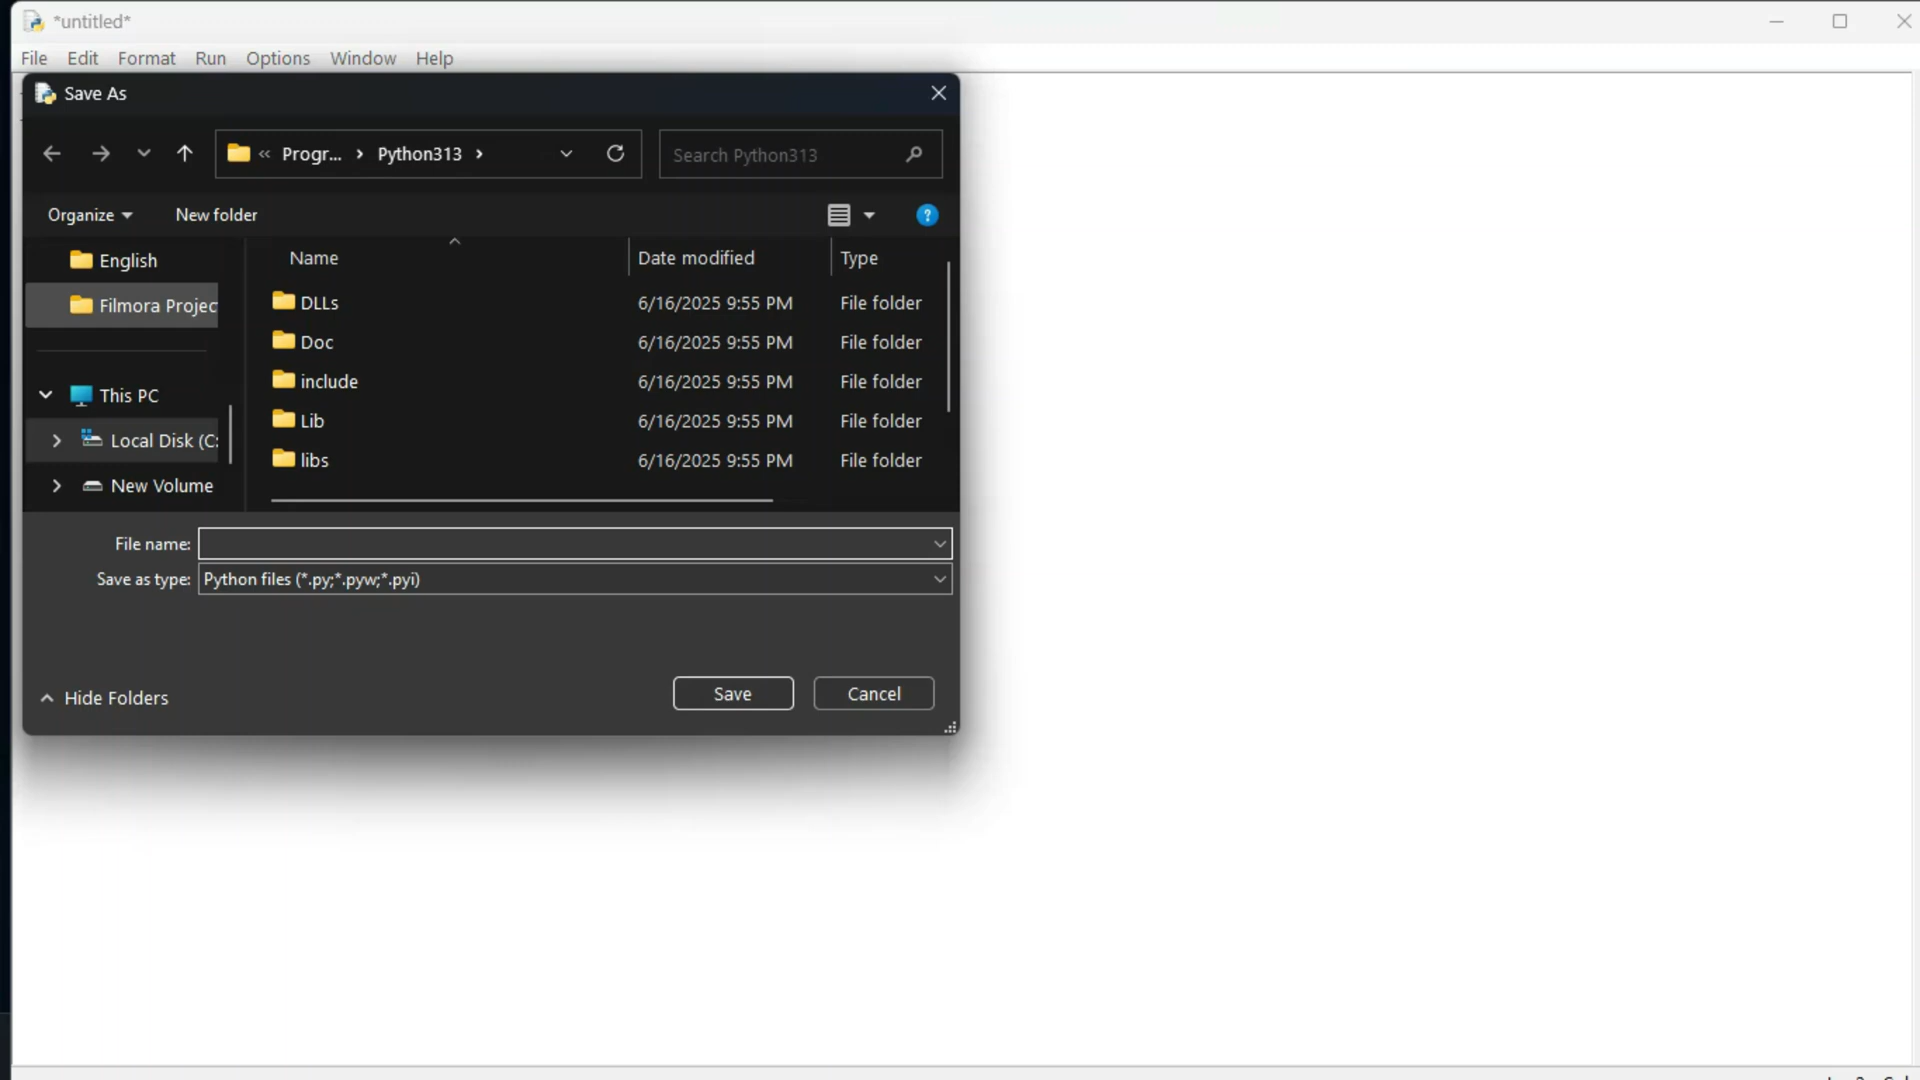 *untitled*
File Edit Format Run Options Window Help
Save As
« Progr... › Python313 ›
Search Python313
Organize
New folder
English
Filmora Projec
This PC
Local Disk (C:
New Volume
Name Date modified Type
DLLs 6/16/2025 9:55 PM File folder
Doc 6/16/2025 9:55 PM File folder
include 6/16/2025 9:55 PM File folder
Lib 6/16/2025 9:55 PM File folder
libs 6/16/2025 9:55 PM File folder
File name:
Save as type: Python files (*.py;*.pyw;*.pyi)
Hide Folders
Save Cancel